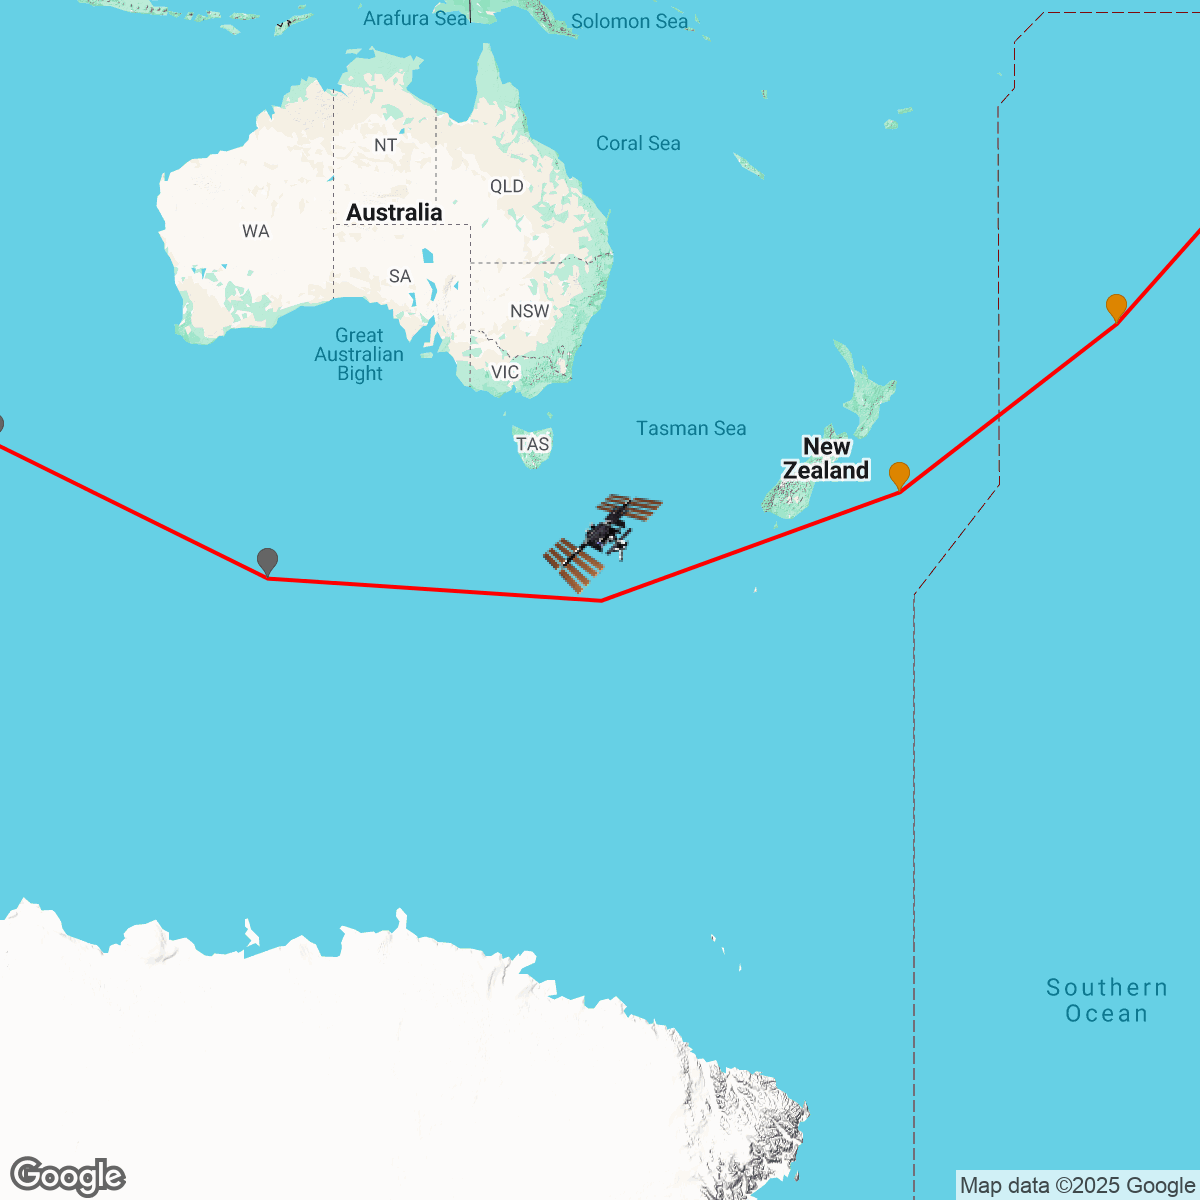 Arafura Sea
Solomon Sea
Coral Sea
NT
QLD
Australia
WA
SA
NSW
Great
Australian
Bight
VIC
TAS
Tasman Sea
New
Zealand
Southern
Ocean
Google
Map data ©2025 Google